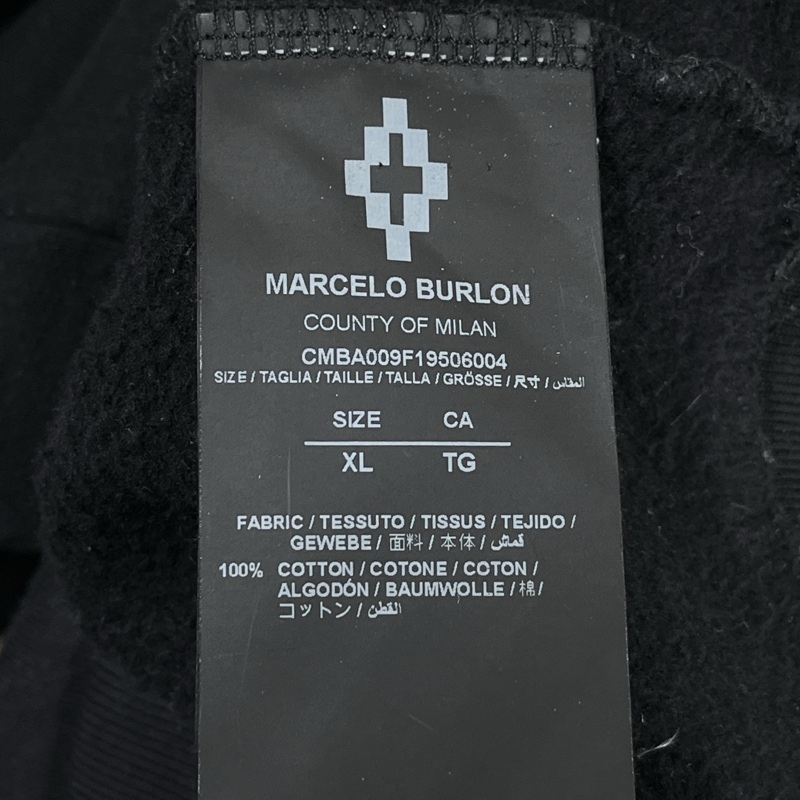 MARCELO BURLON
COUNTY OF MILAN
CMBA009F19506004
SIZE / TAGLIA / TAILLE / TALLA / GRÖSSE / 尺寸 / المقاس
SIZE CA
XL TG
FABRIC / TESSUTO / TISSUS / TEJIDO /
GEWEBE / 面料 / 本体 / قماش
100% COTTON / COTONE / COTON /
ALGODÓN / BAUMWOLLE / 棉 /
コットン / القطن